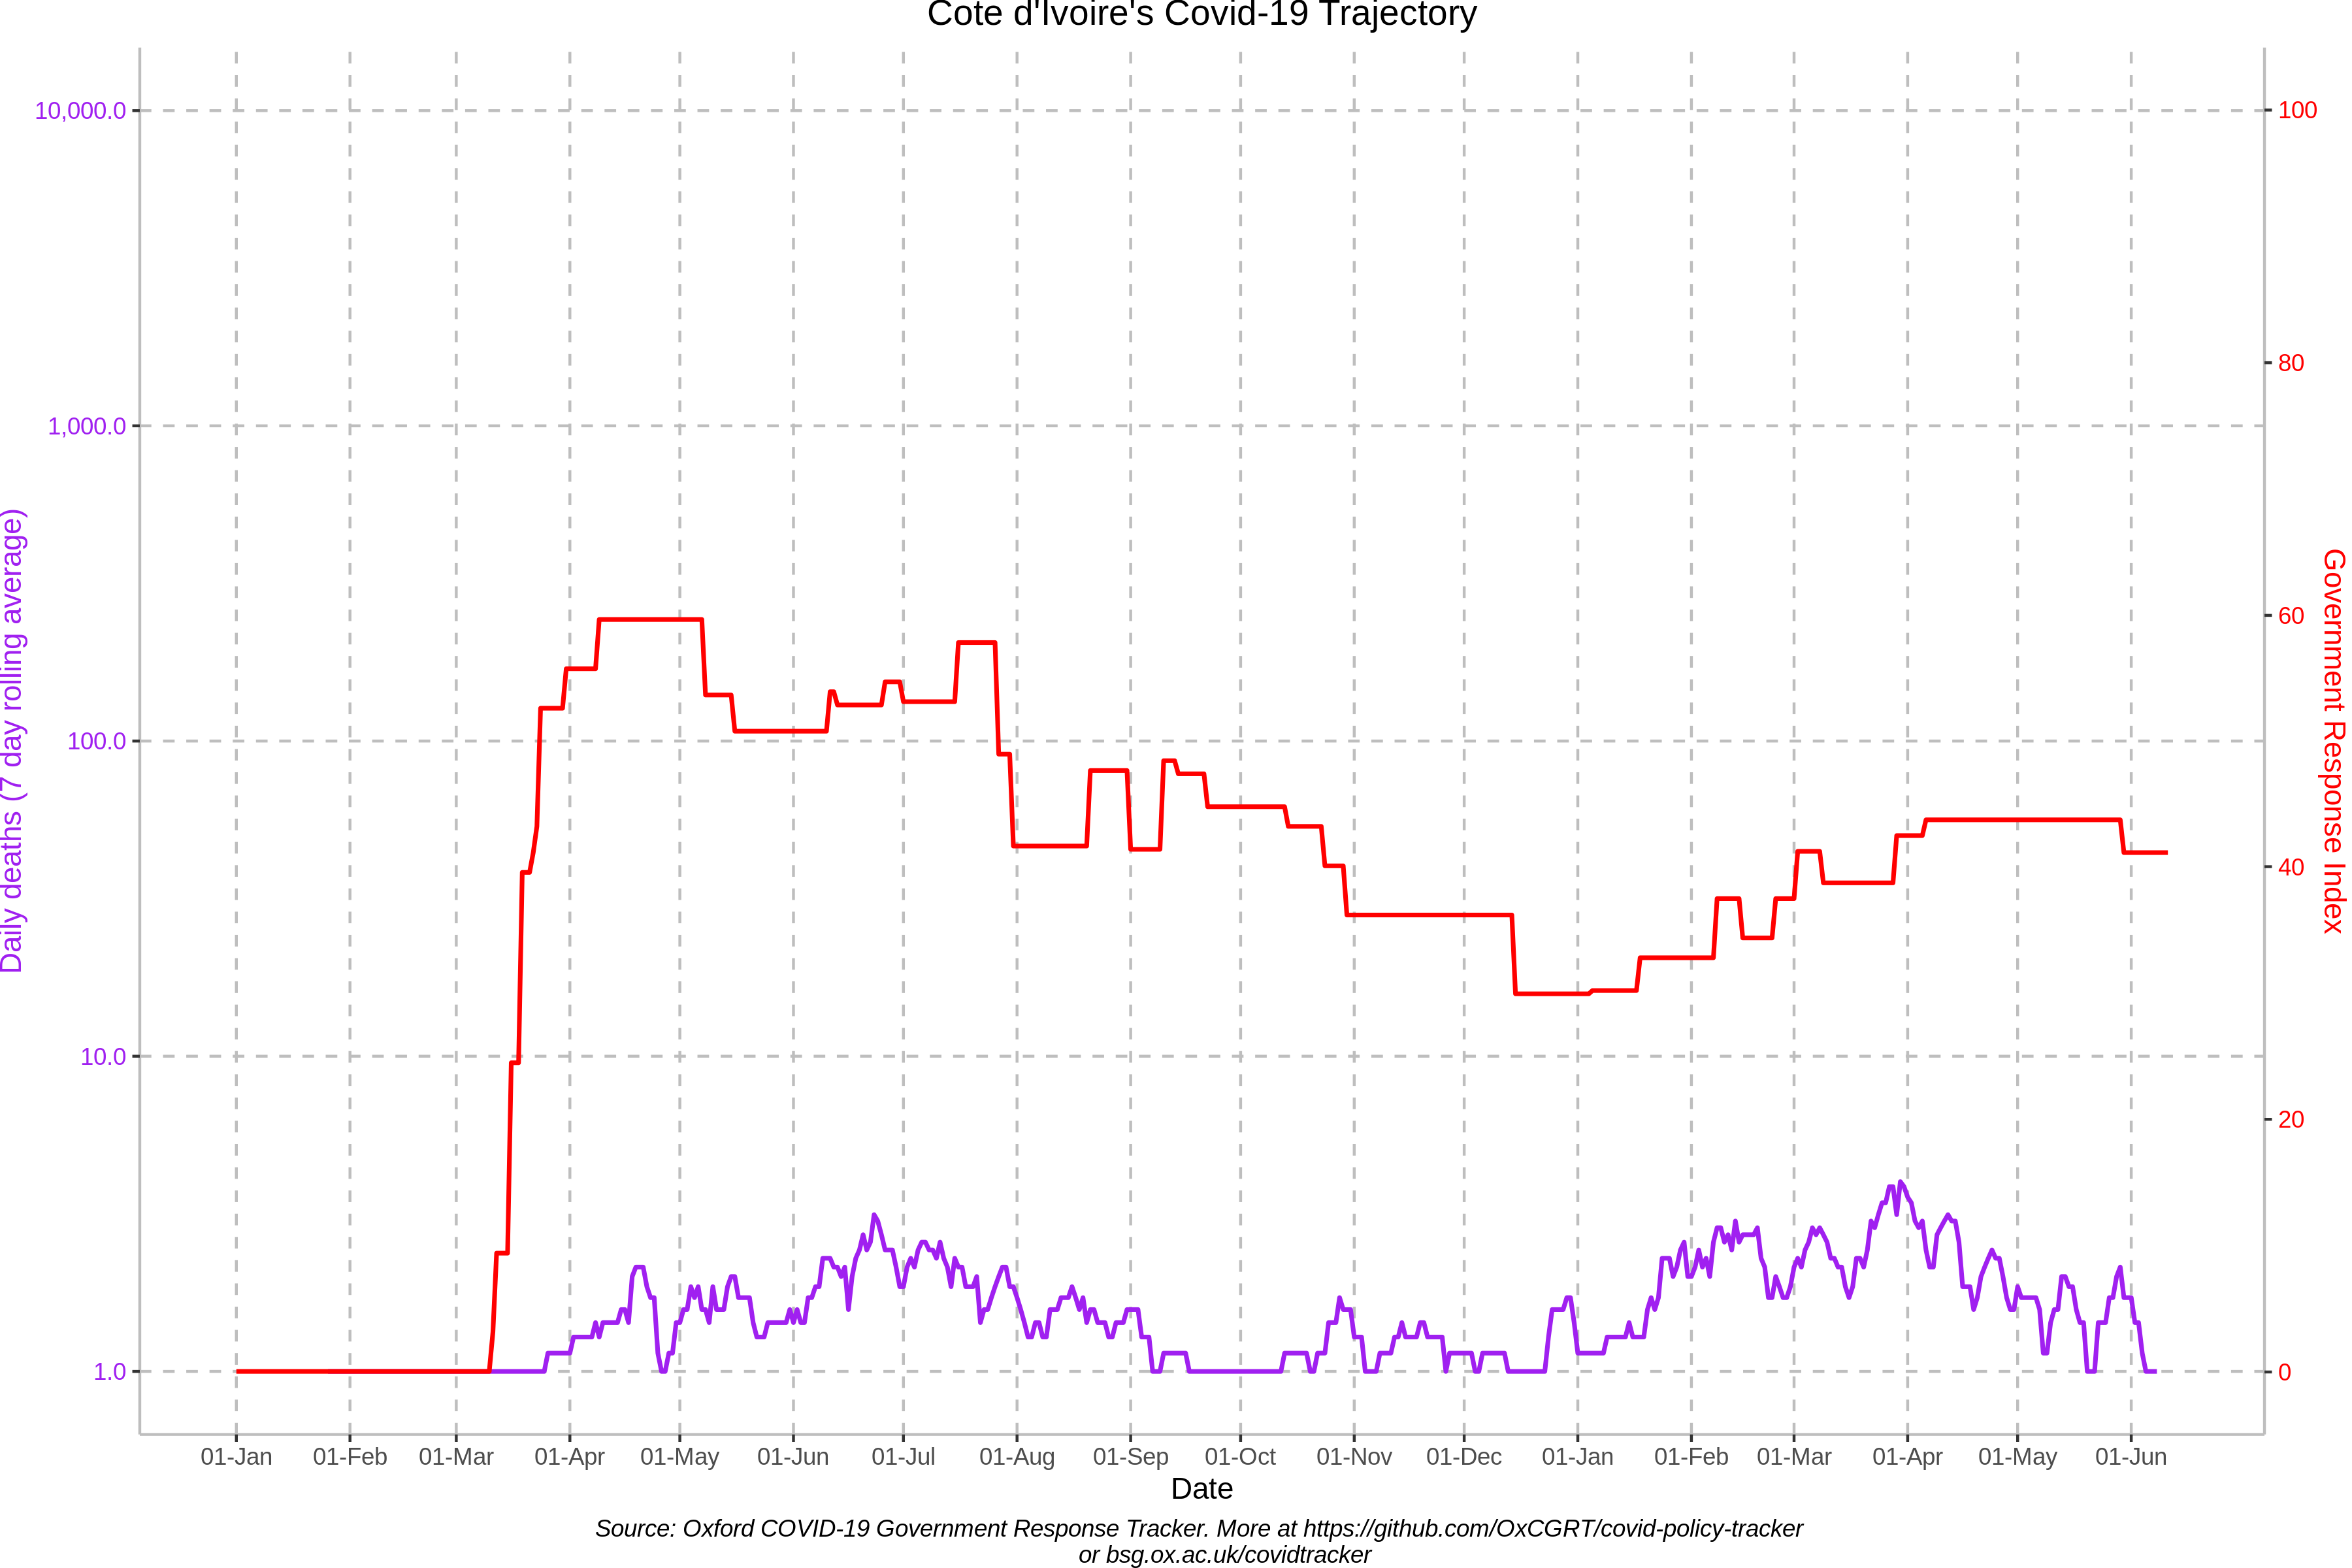 Cote d'Ivoire's Covid-19 Trajectory
Daily deaths (7 day rolling average)
10,000.0
1,000.0
100.0
10.0
1.0
100
80
60
40
20
0
Government Response Index
01-Jan 01-Feb 01-Mar 01-Apr 01-May 01-Jun 01-Jul 01-Aug 01-Sep 01-Oct 01-Nov 01-Dec 01-Jan 01-Feb 01-Mar 01-Apr 01-May 01-Jun
Date
Source: Oxford COVID-19 Government Response Tracker. More at https://github.com/OxCGRT/covid-policy-tracker
or bsg.ox.ac.uk/covidtracker